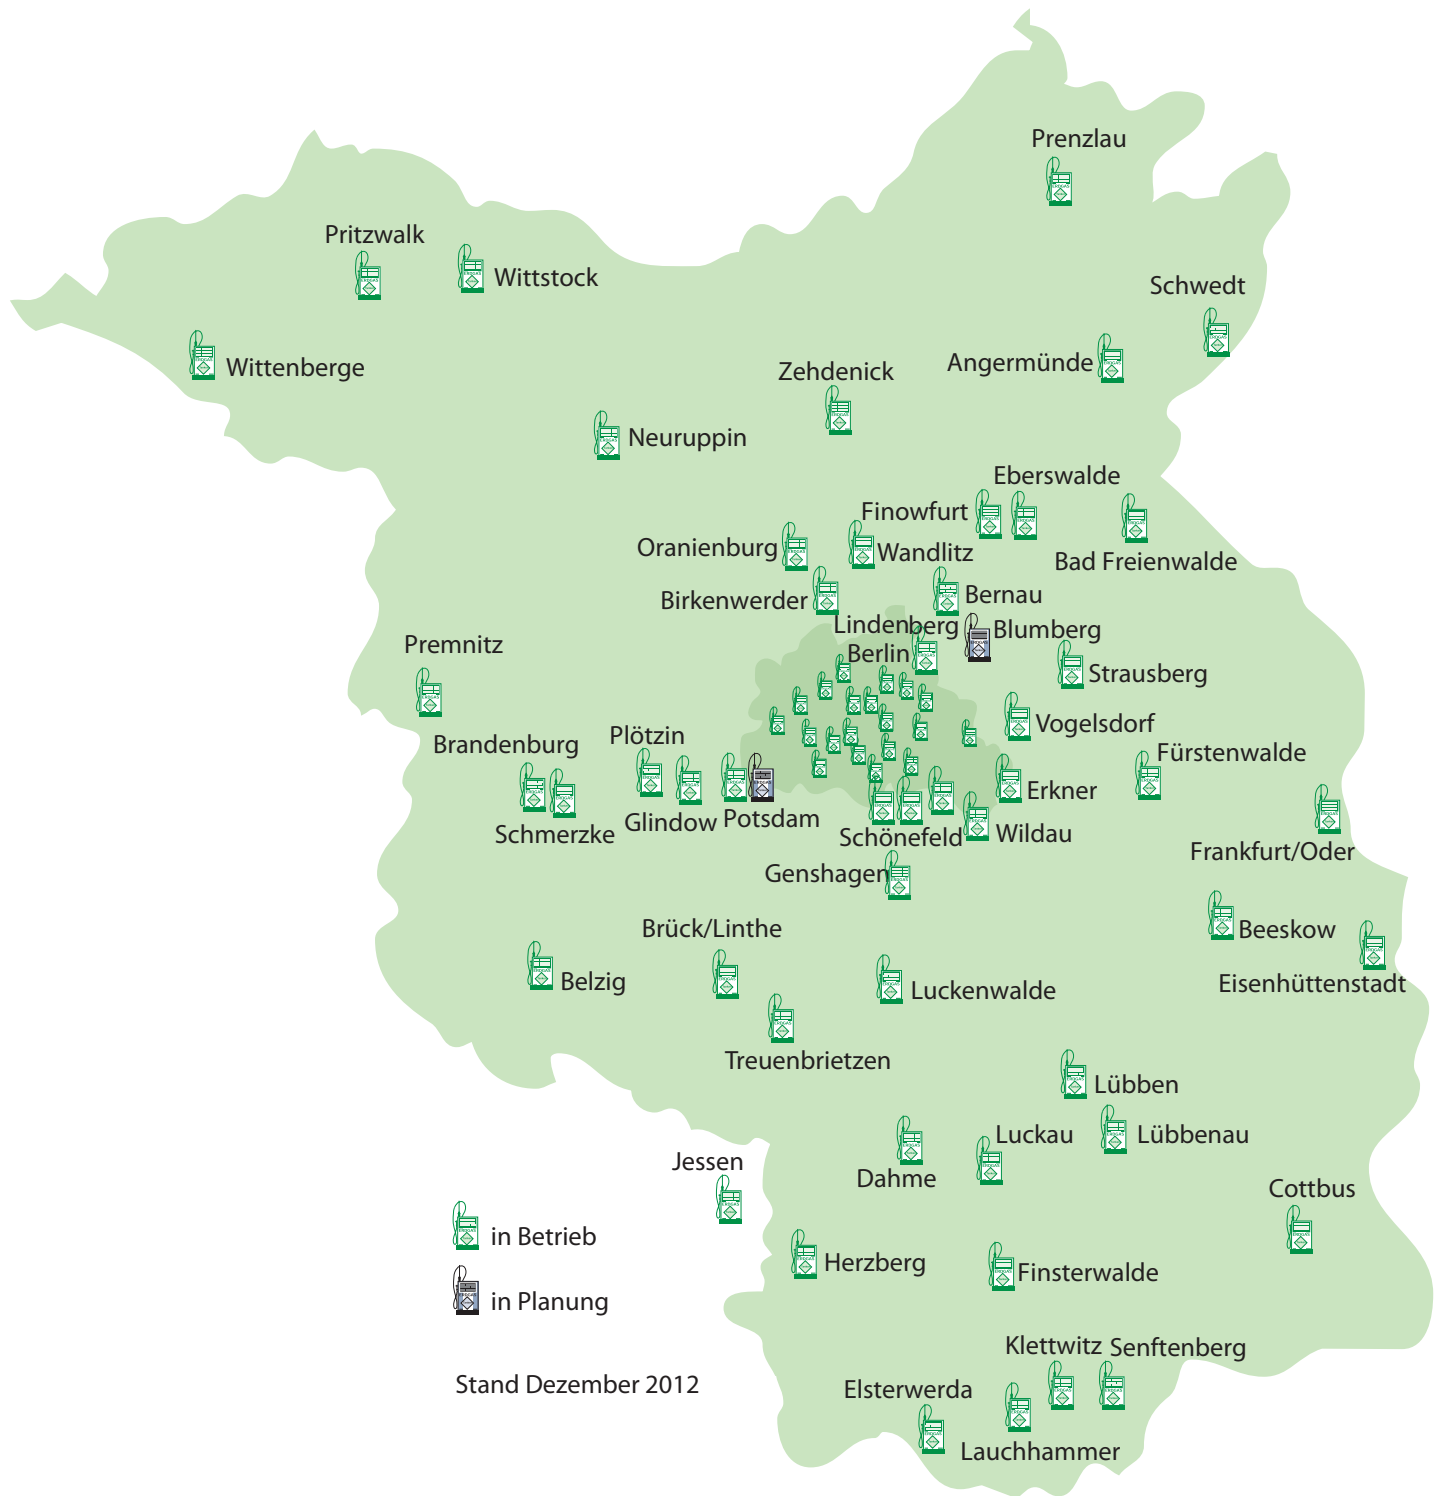 Prenzlau
Pritzwalk
Wittstock
Schwedt
Wittenberge
Angermünde
Zehdenick
Neuruppin
Eberswalde
Finowfurt
Oranienburg
Wandlitz
Bad Freienwalde
Birkenwerder
Bernau
Lindenberg
Blumberg
Premnitz
Berlin
Strausberg
Vogelsdorf
Brandenburg
Plötzin
Fürstenwalde
Erkner
Glindow
Potsdam
Schmerzke
Schönefeld
Wildau
Frankfurt/Oder
Genshagen
Brück/Linthe
Beeskow
Belzig
Luckenwalde
Eisenhüttenstadt
Treuenbrietzen
Lübben
Luckau
Lübbenau
Jessen
Dahme
Cottbus
in Betrieb
Herzberg
Finsterwalde
in Planung
Klettwitz
Senftenberg
Stand Dezember 2012
Elsterwerda
Lauchhammer